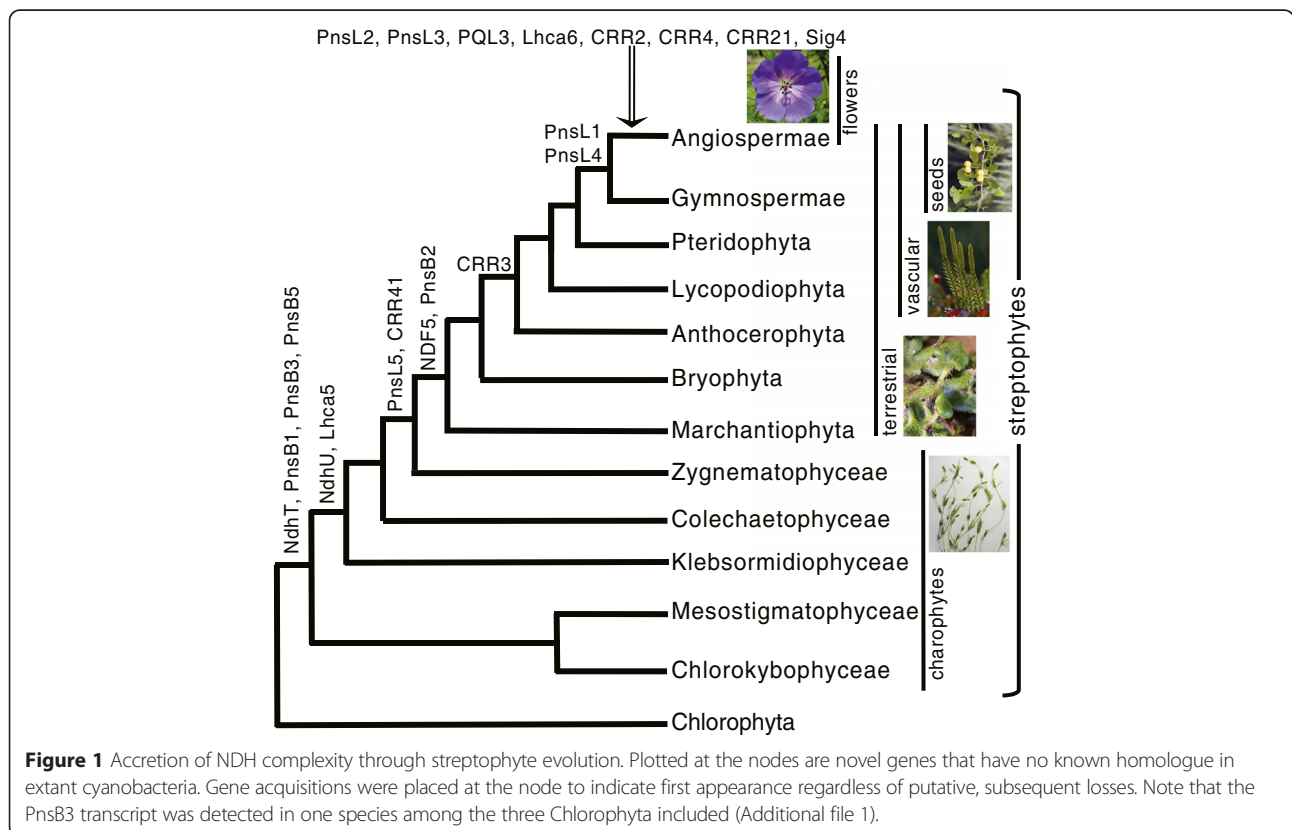 PnsL2, PnsL3, PQL3, Lhca6, CRR2, CRR4, CRR21, Sig4
flowers
PnsL1
PnsL4
Angiospermae
seeds
Gymnospermae
Pteridophyta
vascular
CRR3
Lycopodiophyta
streptophytes
Anthocerophyta
NdhT, PnsB1, PnsB3, PnsB5
NdhU, Lhca5
PnsL5, CRR41
NDF5, PnsB2
Bryophyta
terrestrial
Marchantiophyta
Zygnematophyceae
Colechaetophyceae
Klebsormidiophyceae
charophytes
Mesostigmatophyceae
Chlorokybophyceae
Chlorophyta
Figure 1 Accretion of NDH complexity through streptophyte evolution. Plotted at the nodes are novel genes that have no known homologue in
extant cyanobacteria. Gene acquisitions were placed at the node to indicate first appearance regardless of putative, subsequent losses. Note that the
PnsB3 transcript was detected in one species among the three Chlorophyta included (Additional file 1).